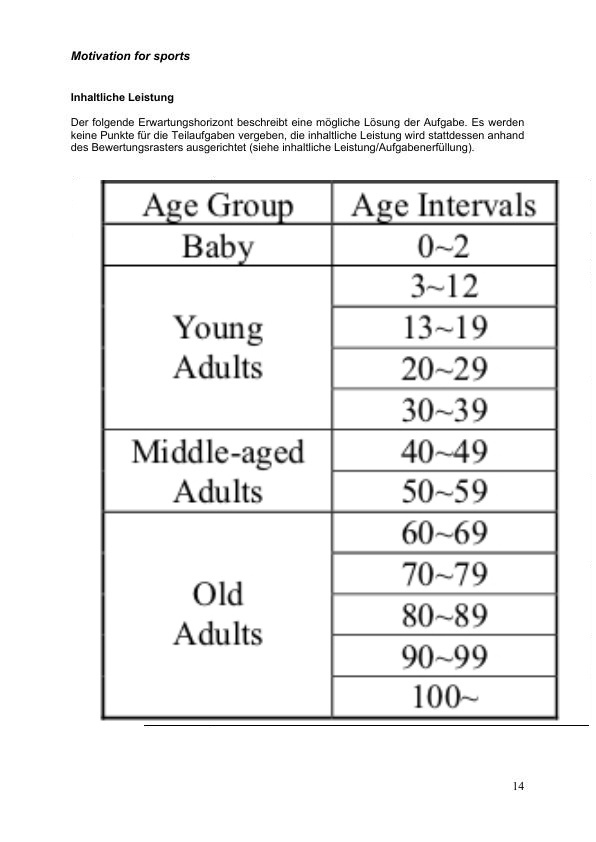 Motivation for sports
Inhaltliche Leistung
Der folgende Erwartungshorizont beschreibt eine mögliche Lösung der Aufgabe. Es werden
keine Punkte für die Teilaufgaben vergeben, die inhaltliche Leistung wird stattdessen anhand
des Bewertungsrasters ausgerichtet (siehe inhaltliche Leistung/Aufgabenerfüllung).
Age Group Age Intervals
Baby 0~2
Young
Adults
3~12
13~19
20~29
30~39
Middle-aged
Adults
40~49
50~59
Old
Adults
60~69
70~79
80~89
90~99
100~
14